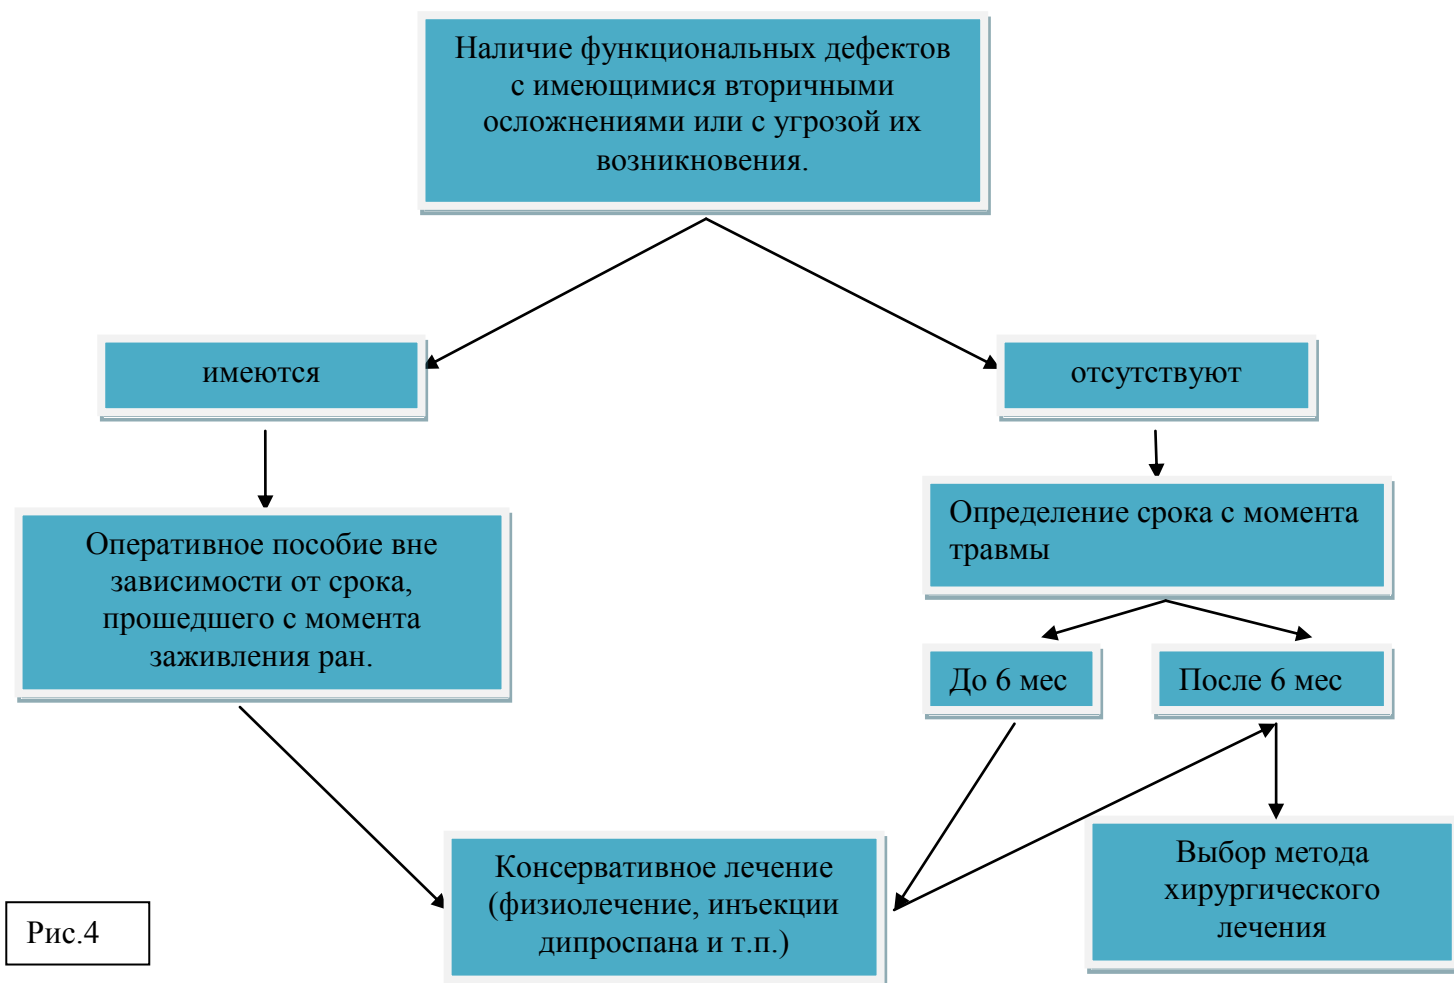 Наличие функциональных дефектов
с имеющимися вторичными
осложнениями или с угрозой их
возникновения.
имеются
отсутствуют
Оперативное пособие вне
зависимости от срока,
прошедшего с момента
заживления ран.
Определение срока с момента
травмы
До 6 мес
После 6 мес
Консервативное лечение
(физиолечение, инъекции
дипроспана и т.п.)
Выбор метода
хирургического
лечения
Рис.4